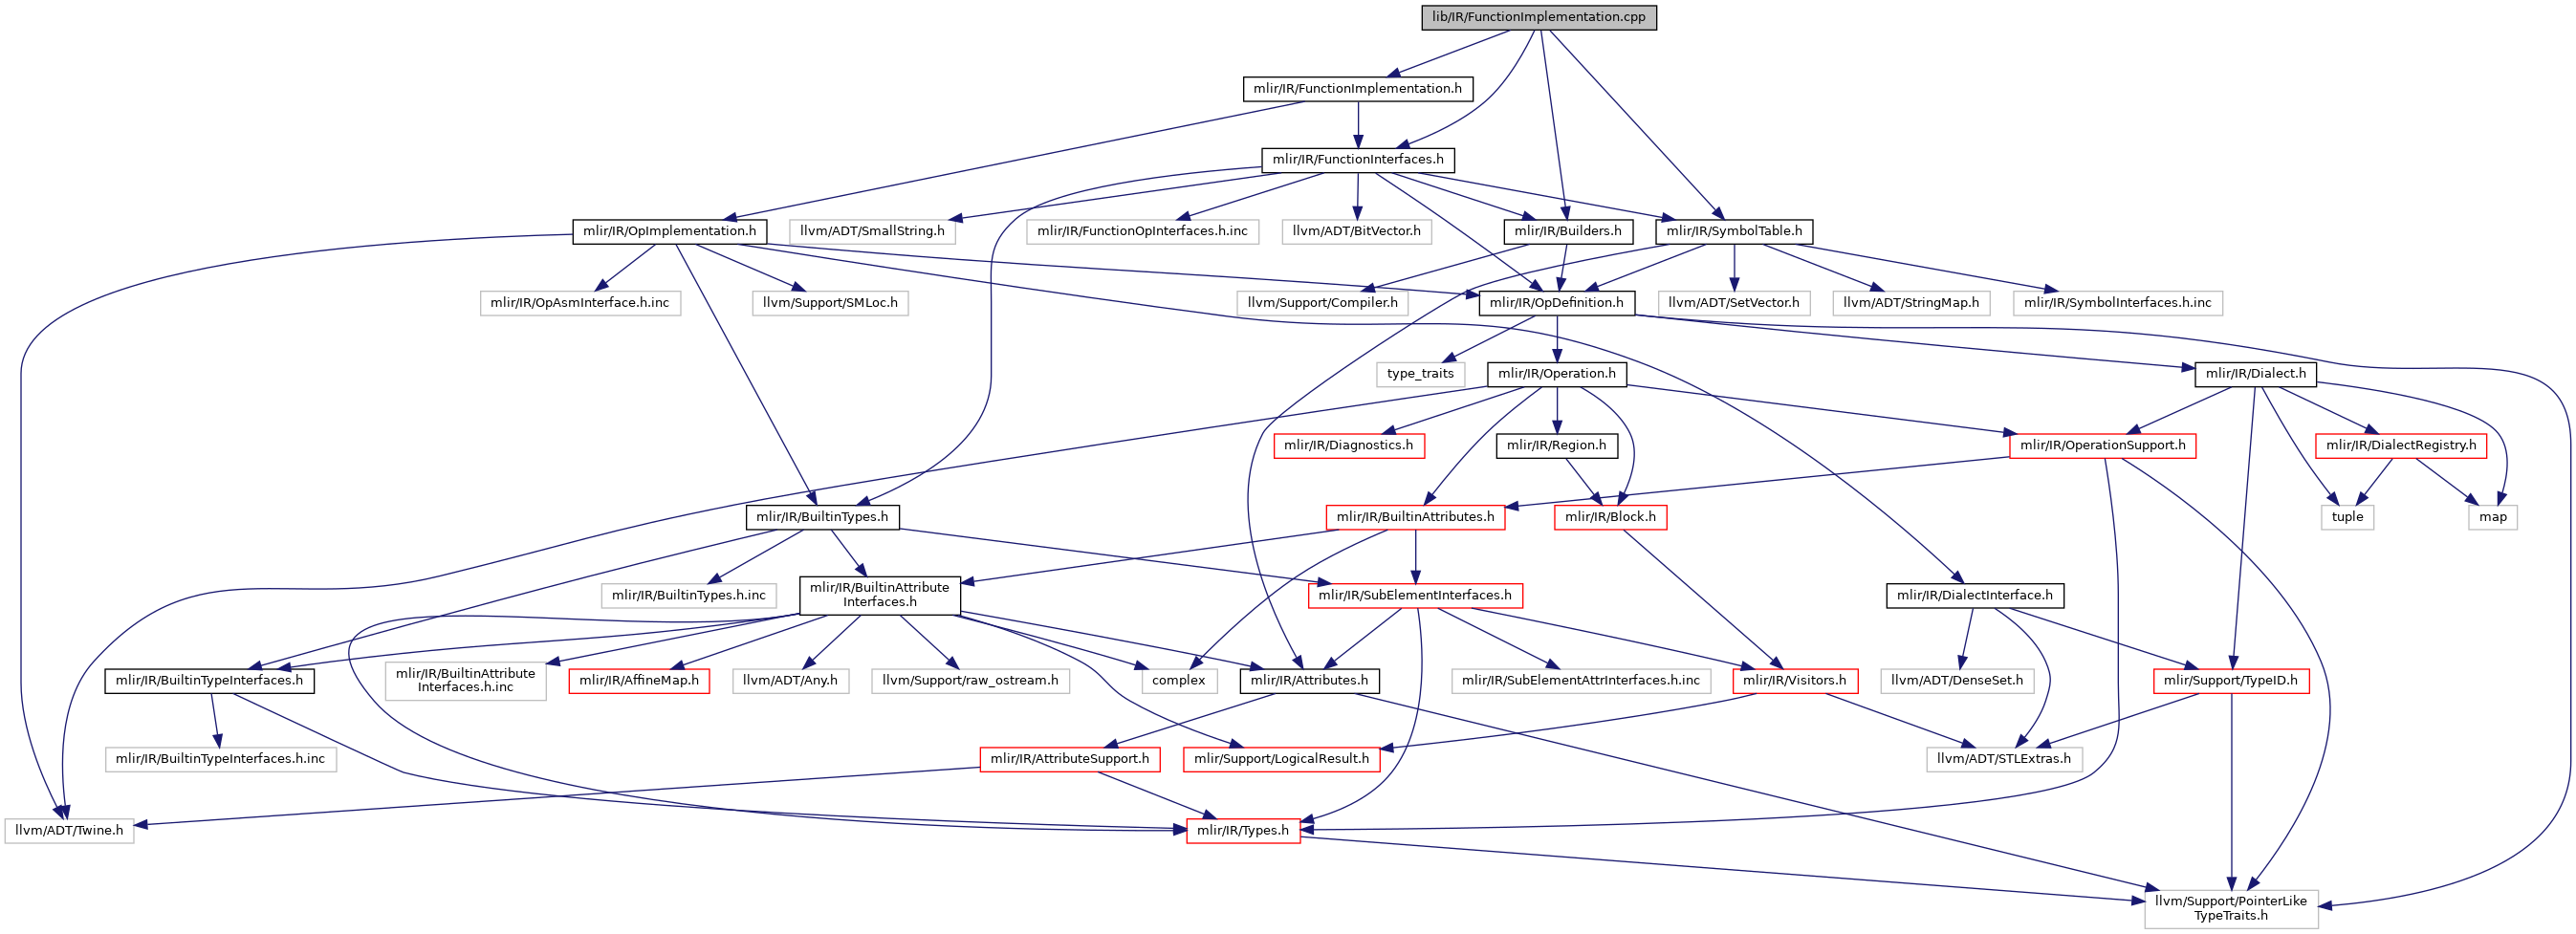 lib/IR/FunctionImplementation.cpp
mlir/IR/FunctionImplementation.h
mlir/IR/FunctionInterfaces.h
mlir/IR/OpImplementation.h
llvm/ADT/SmallString.h
mlir/IR/FunctionOpInterfaces.h.inc
llvm/ADT/BitVector.h
mlir/IR/Builders.h
mlir/IR/SymbolTable.h
mlir/IR/OpAsmInterface.h.inc
llvm/Support/SMLoc.h
llvm/Support/Compiler.h
mlir/IR/OpDefinition.h
llvm/ADT/SetVector.h
llvm/ADT/StringMap.h
mlir/IR/SymbolInterfaces.h.inc
type_traits
mlir/IR/Operation.h
mlir/IR/Dialect.h
mlir/IR/Diagnostics.h
mlir/IR/Region.h
mlir/IR/OperationSupport.h
mlir/IR/DialectRegistry.h
mlir/IR/BuiltinTypes.h
mlir/IR/BuiltinAttributes.h
mlir/IR/Block.h
tuple
map
mlir/IR/BuiltinTypes.h.inc
mlir/IR/BuiltinAttribute
Interfaces.h
mlir/IR/SubElementInterfaces.h
mlir/IR/DialectInterface.h
mlir/IR/BuiltinTypeInterfaces.h
mlir/IR/BuiltinAttribute
Interfaces.h.inc
mlir/IR/AffineMap.h
llvm/ADT/Any.h
llvm/Support/raw_ostream.h
complex
mlir/IR/Attributes.h
mlir/IR/SubElementAttrInterfaces.h.inc
mlir/IR/Visitors.h
llvm/ADT/DenseSet.h
mlir/Support/TypeID.h
mlir/IR/BuiltinTypeInterfaces.h.inc
mlir/IR/AttributeSupport.h
mlir/Support/LogicalResult.h
llvm/ADT/STLExtras.h
llvm/ADT/Twine.h
mlir/IR/Types.h
llvm/Support/PointerLike
TypeTraits.h